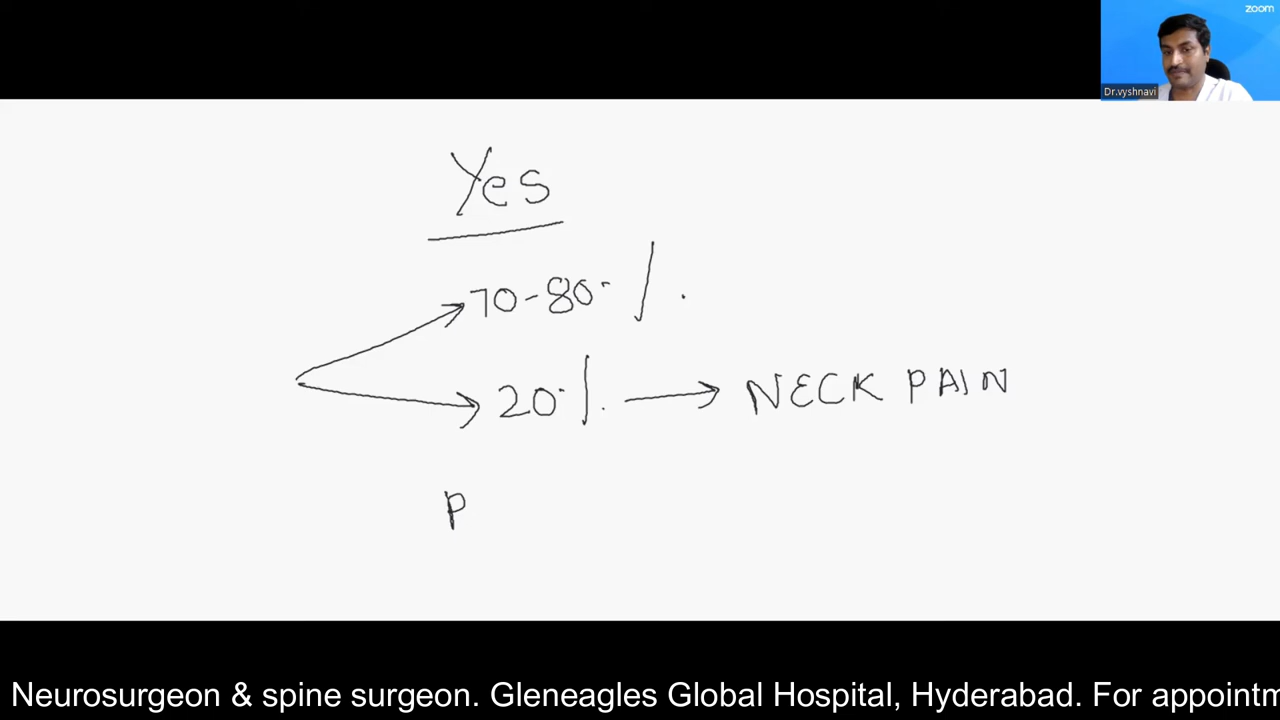 zoom
Dr.vyshnavi
Yes
70-80%.
20%. → NECK PAIN
P
Neurosurgeon & spine surgeon. Gleneagles Global Hospital, Hyderabad. For appointm